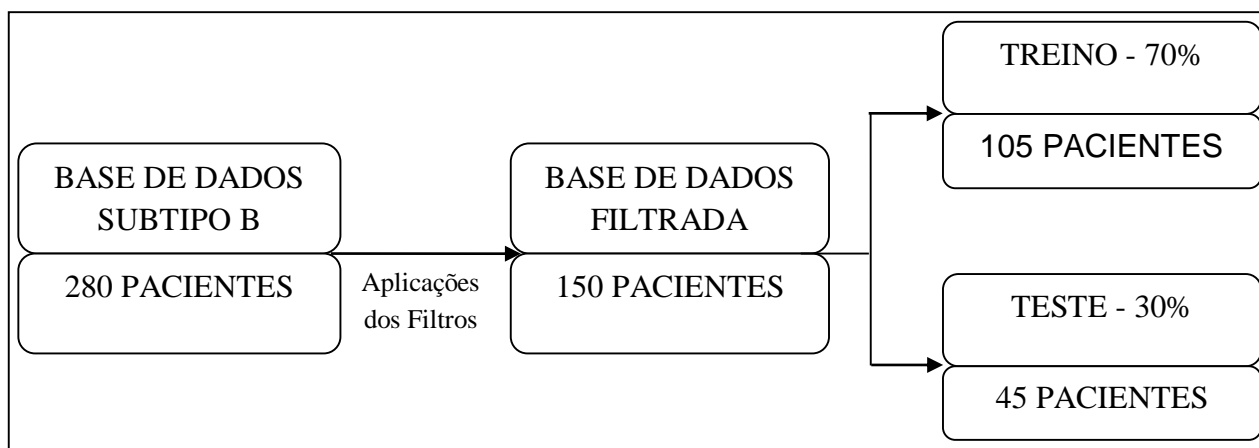 BASE DE DADOS
SUBTIPO B
280 PACIENTES
Aplicações
dos Filtros
BASE DE DADOS
FILTRADA
150 PACIENTES
TREINO - 70%
105 PACIENTES
TESTE - 30%
45 PACIENTES